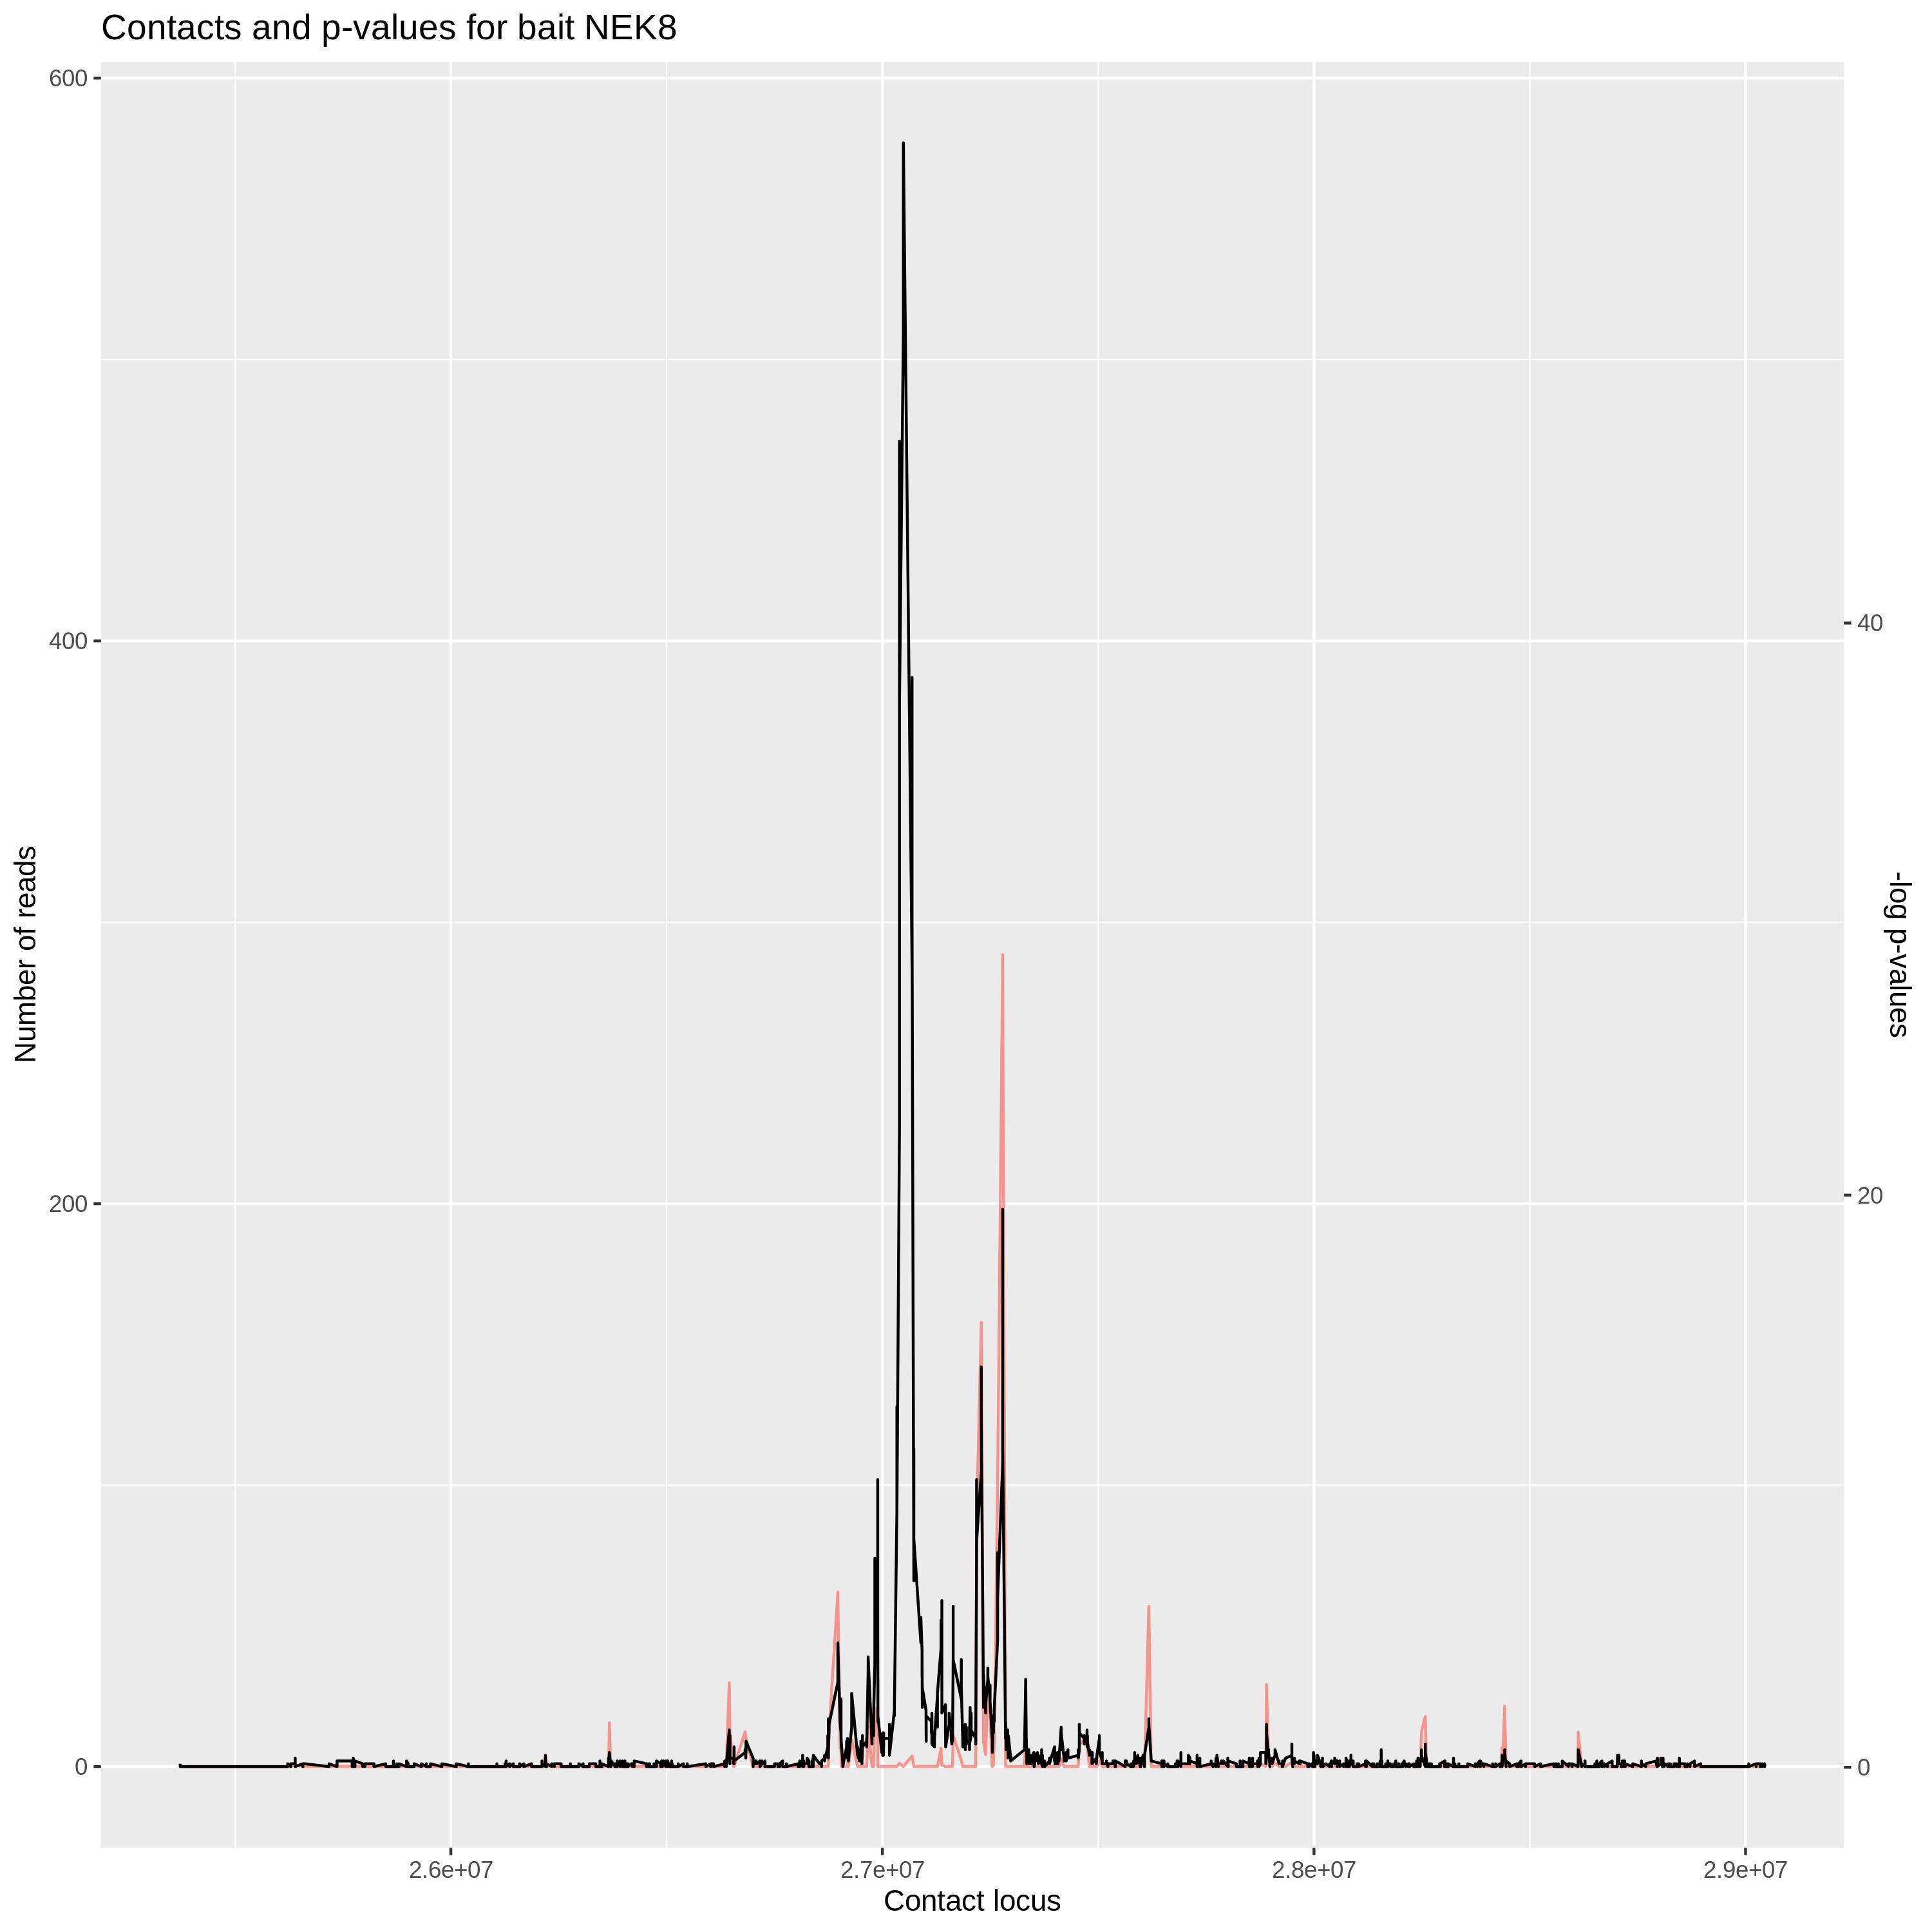 Contacts and p-values for bait NEK8
600
400
200
0
Number of reads
40
20
0
-log p-values
2.6e+07
2.7e+07
2.8e+07
2.9e+07
Contact locus